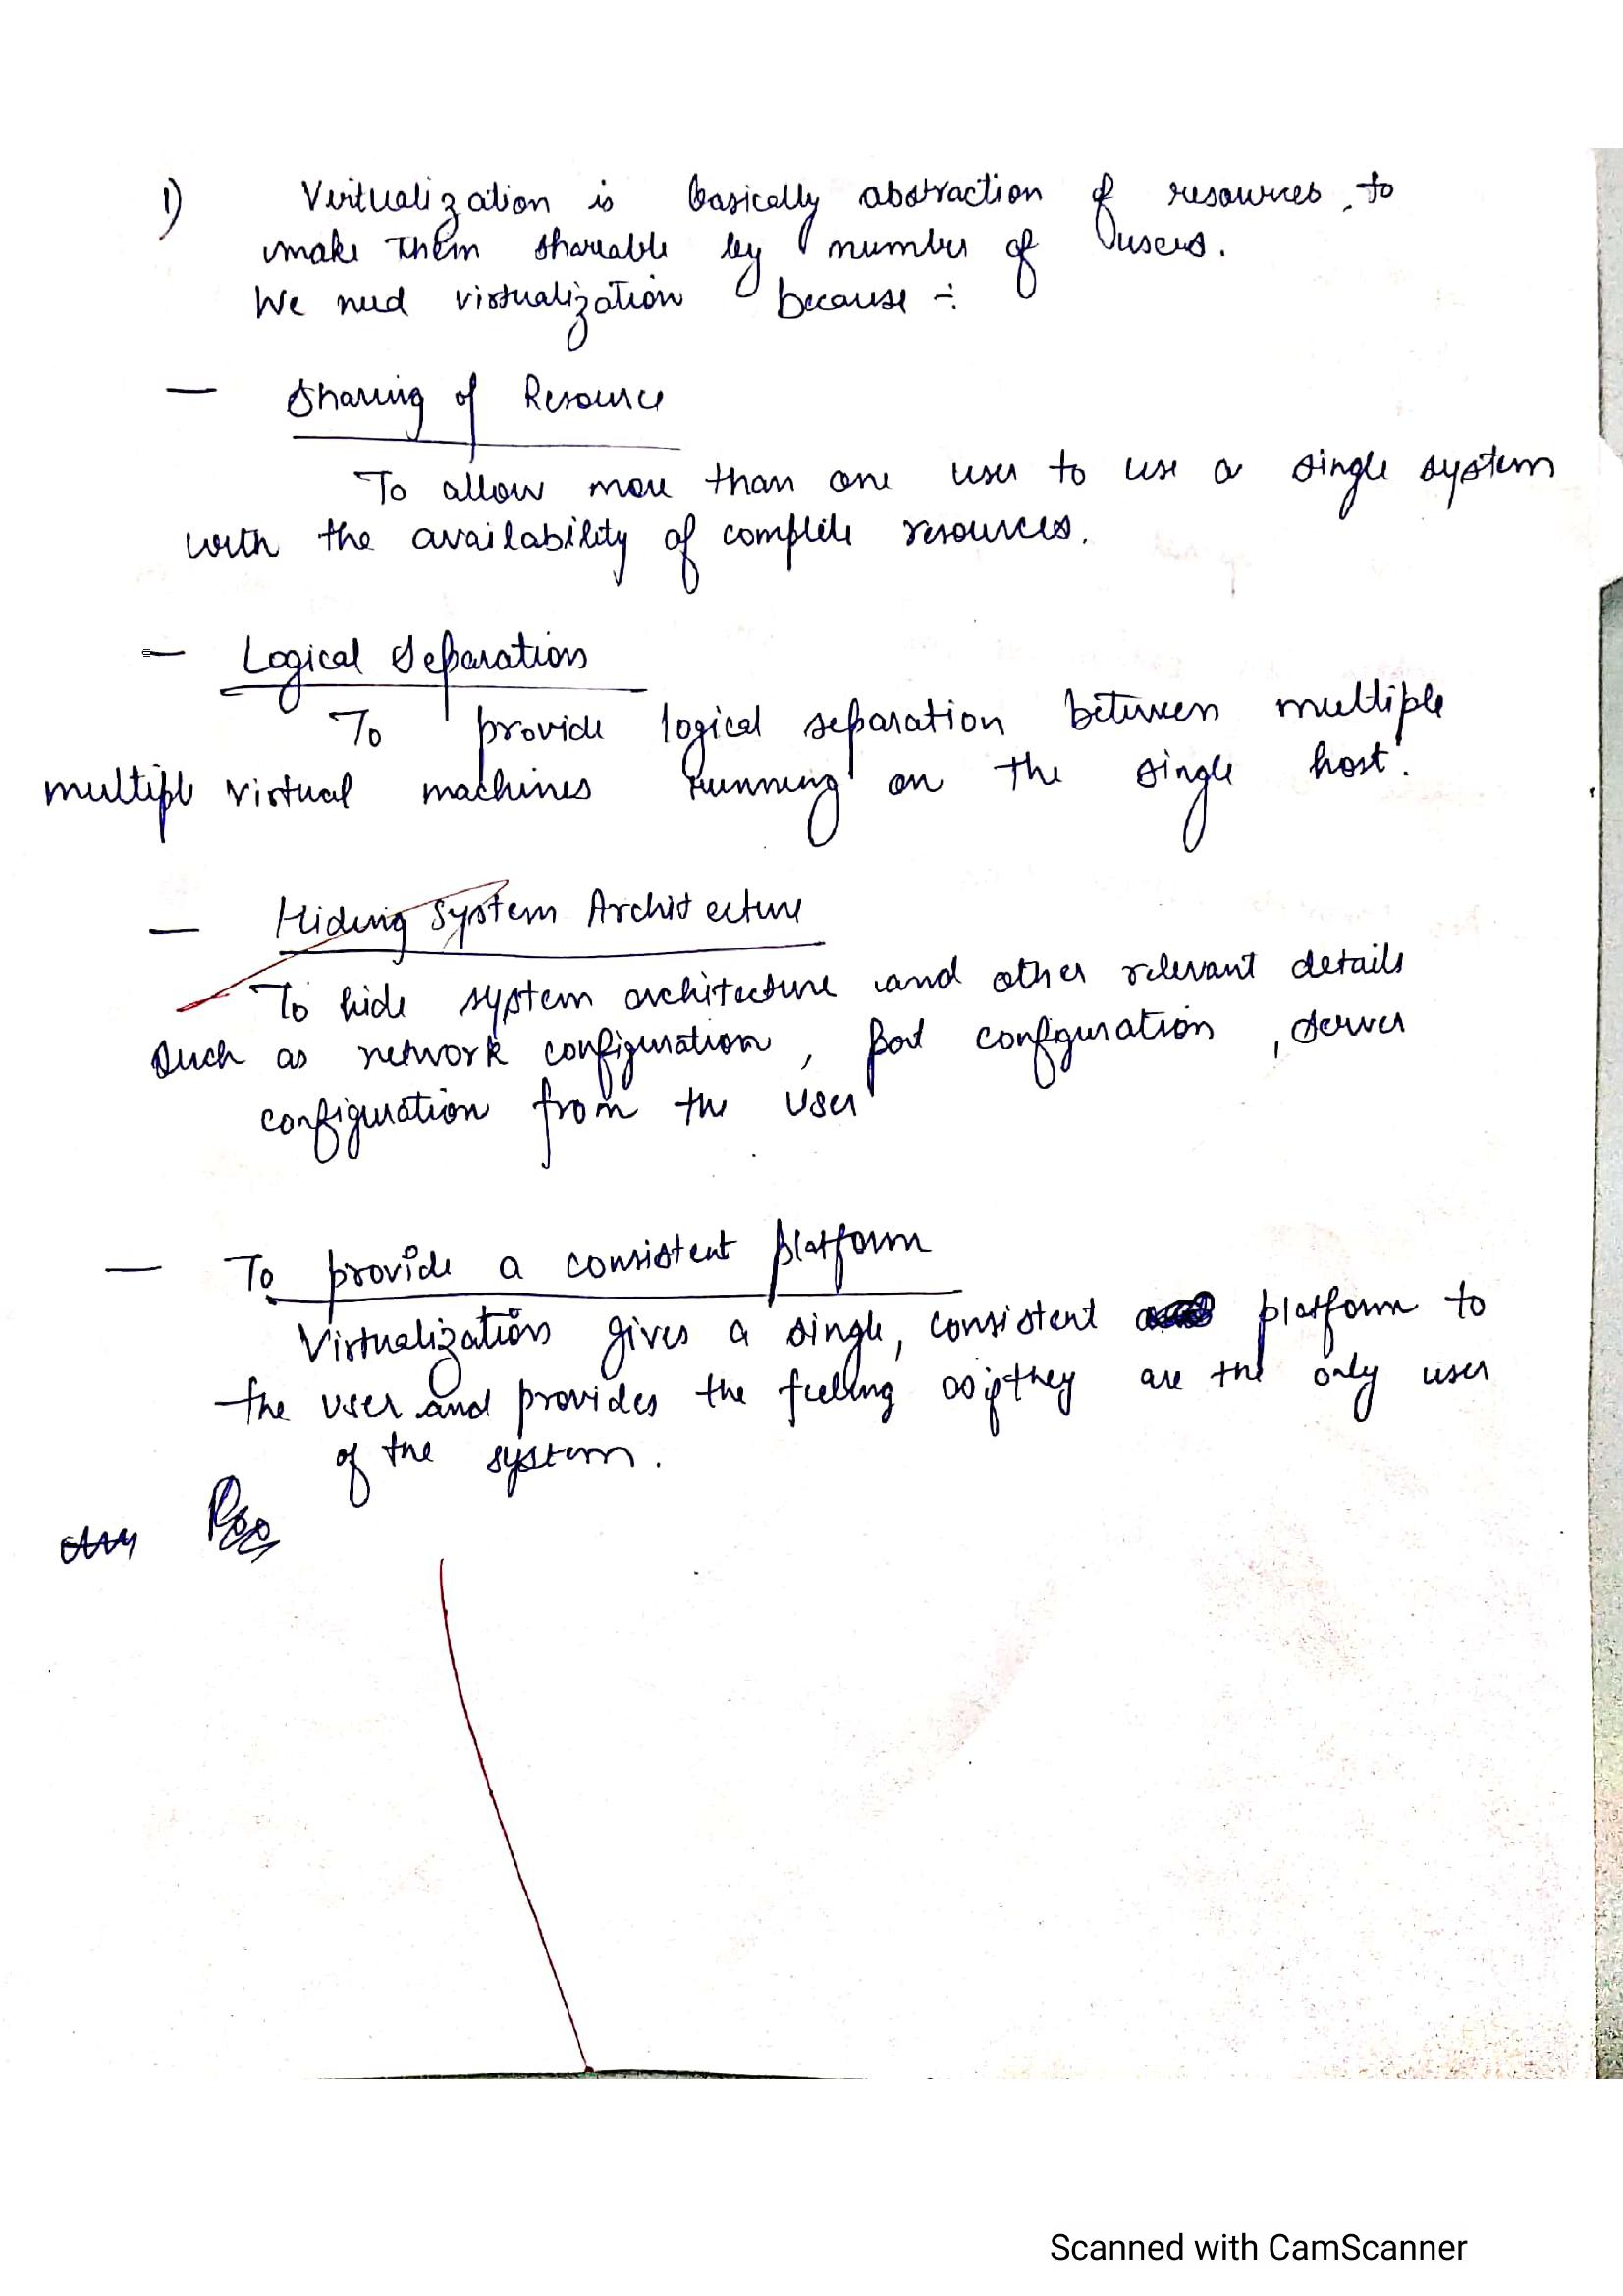 1) Virtualization is basically abstraction of resources, to
make them shareable by number of users.
We need virtualization because ÷
— Sharing of Resource
To allow more than one user to use a single system
with the availability of complete resources.
— Logical Separation
To provide logical separation between multiple
multiple virtual machines running on the single host.
— Hiding System Architecture
To hide system architecture and other relevant details
such as network configuration, port configuration, server
configuration from the user
— To provide a consistent platform
Virtualization gives a single, consistent platform to
the user and provides the feeling as if they are the only user
of the system.
Scanned with CamScanner